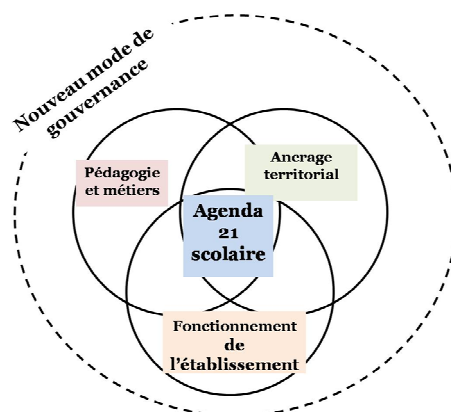 Nouveau mode de
gouvernance
Pédagogie
et métiers
Ancrage
territorial
Agenda
21
scolaire
Fonctionnement
de
l'établissement